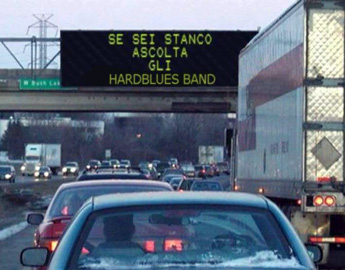 SE SEI STANCO
ASCOLTA
GLI
HARDBLUES BAND